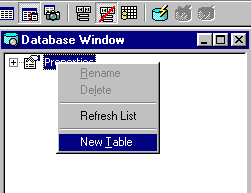 Database Window
Properties
Rename
Delete
Refresh List
New Table